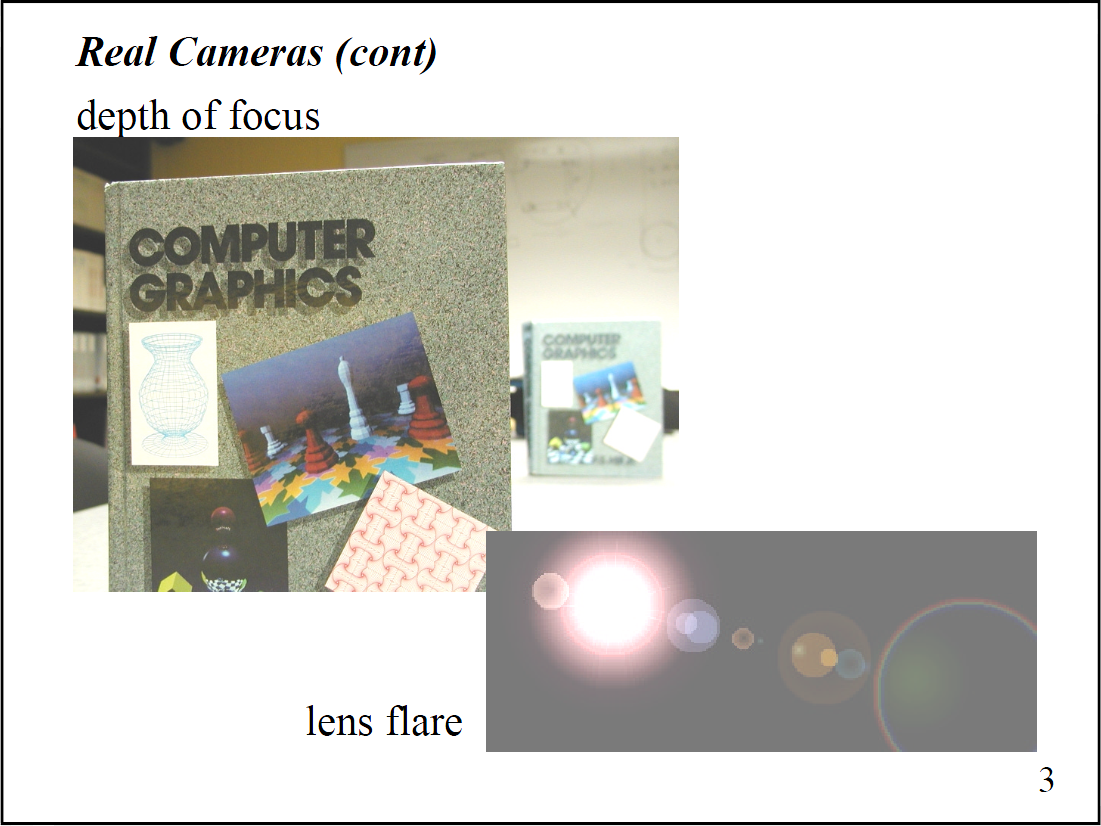 Real Cameras (cont)
depth of focus
COMPUTER
GRAPHICS
COMPUTER
GRAPHICS
lens flare
3